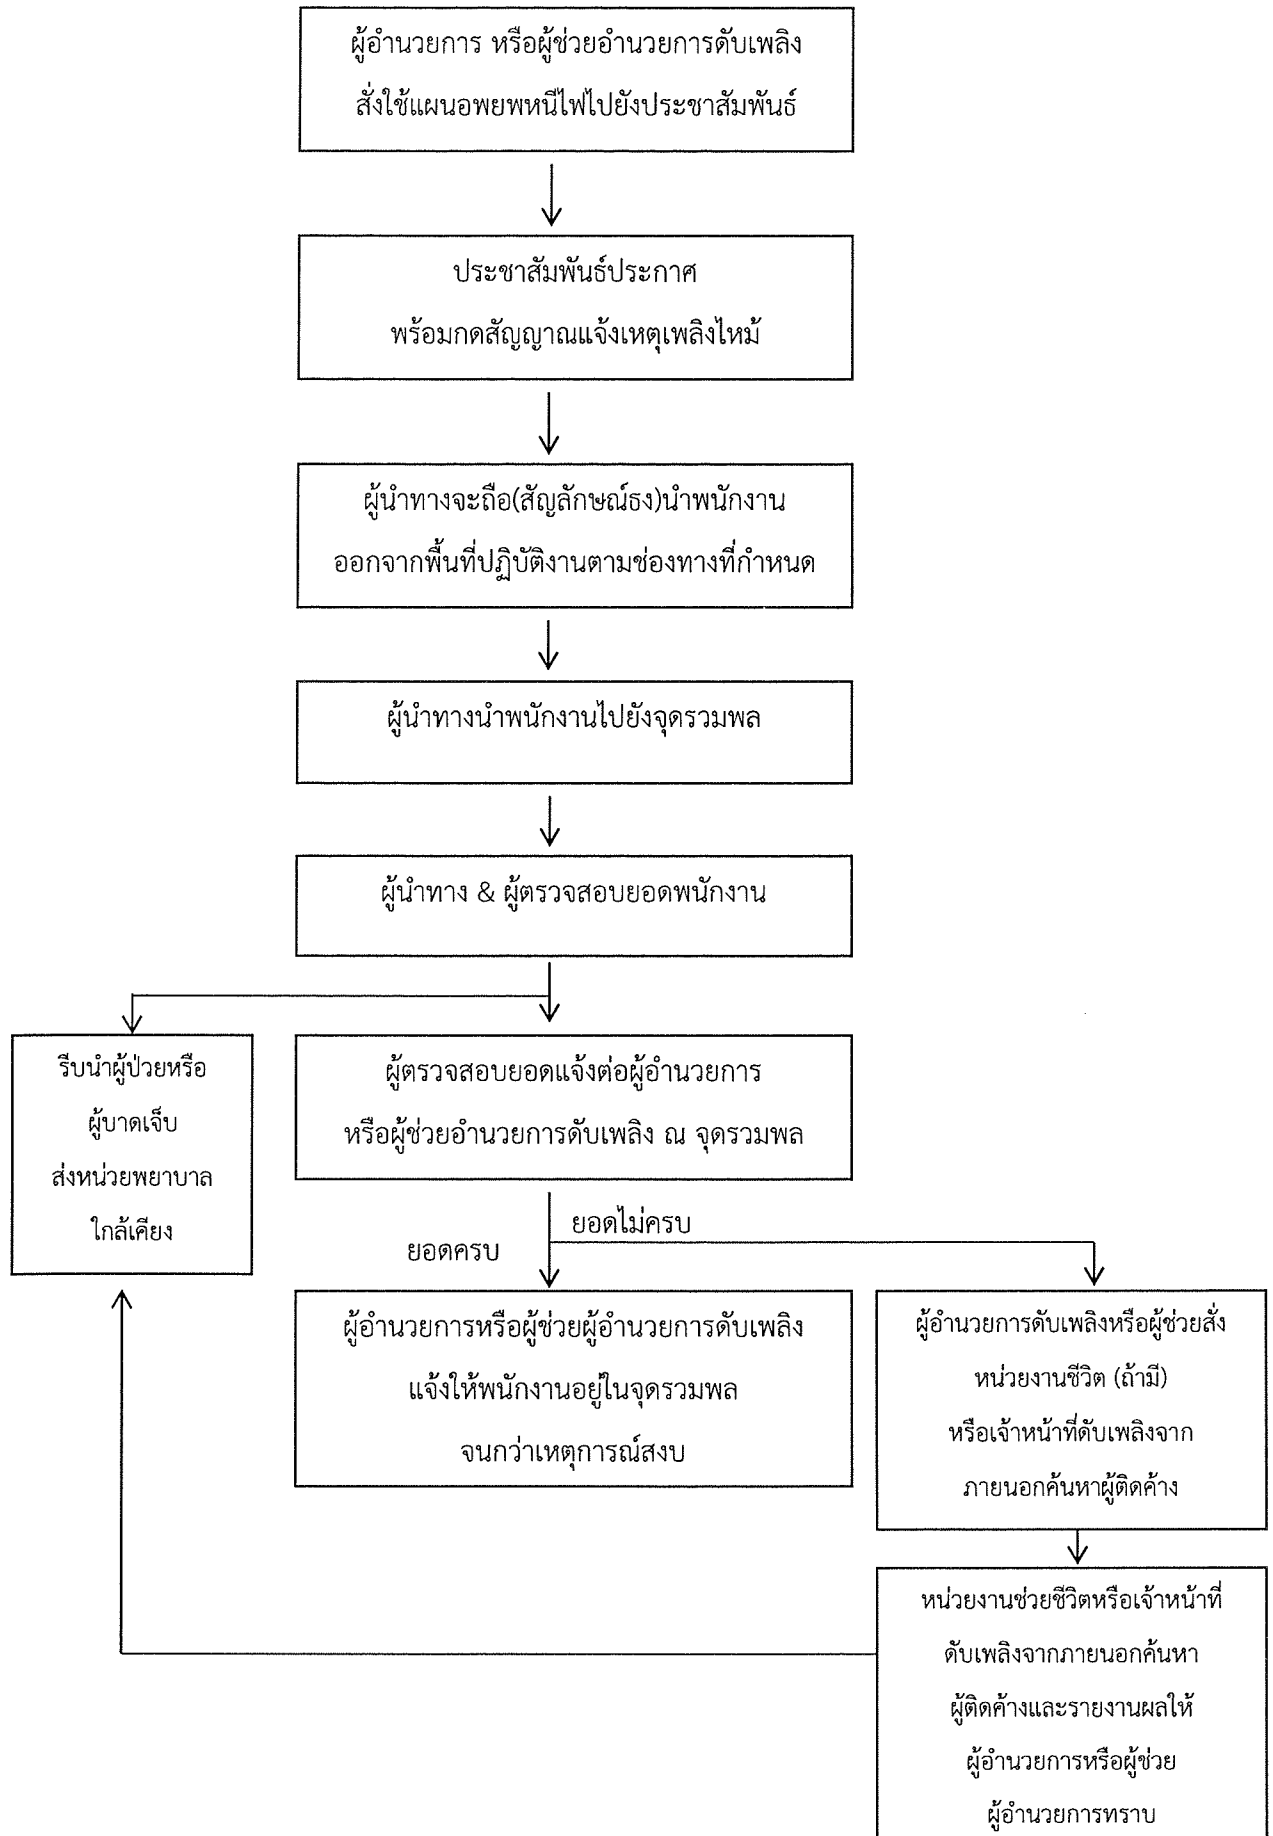 ผู้อำนวยการ หรือผู้ช่วยอำนวยการดับเพลิง
สั่งใช้แผนอพยพหนีไฟไปยังประชาสัมพันธ์
ประชาสัมพันธ์ประกาศ
พร้อมกดสัญญาณแจ้งเหตุเพลิงไหม้
ผู้นำทางจะถือ(สัญลักษณ์ธง)นำพนักงาน
ออกจากพื้นที่ปฏิบัติงานตามช่องทางที่กำหนด
ผู้นำทางนำพนักงานไปยังจุดรวมพล
ผู้นำทาง & ผู้ตรวจสอบยอดพนักงาน
รีบนำผู้ป่วยหรือ
ผู้บาดเจ็บ
ส่งหน่วยพยาบาล
ใกล้เคียง
ผู้ตรวจสอบยอดแจ้งต่อผู้อำนวยการ
หรือผู้ช่วยอำนวยการดับเพลิง ณ จุดรวมพล
ยอดไม่ครบ
ยอดครบ
ผู้อำนวยการหรือผู้ช่วยผู้อำนวยการดับเพลิง
แจ้งให้พนักงานอยู่ในจุดรวมพล
จนกว่าเหตุการณ์สงบ
ผู้อำนวยการดับเพลิงหรือผู้ช่วยสั่ง
หน่วยงานชีวิต (ถ้ามี)
หรือเจ้าหน้าที่ดับเพลิงจาก
ภายนอกค้นหาผู้ติดค้าง
หน่วยงานช่วยชีวิตหรือเจ้าหน้าที่
ดับเพลิงจากภายนอกค้นหา
ผู้ติดค้างและรายงานผลให้
ผู้อำนวยการหรือผู้ช่วย
ผู้อำนวยการทราบ